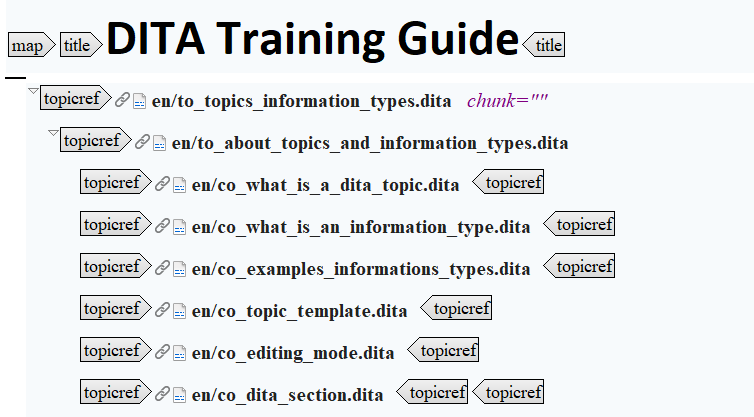 map title DITA Training Guide title
topicref en/to_topics_information_types.dita chunk=""
topicref en/to_about_topics_and_information_types.dita
topicref en/co_what_is_a_dita_topic.dita topicref
topicref en/co_what_is_an_information_type.dita topicref
topicref en/co_examples_informations_types.dita topicref
topicref en/co_topic_template.dita topicref
topicref en/co_editing_mode.dita topicref
topicref en/co_dita_section.dita topicref topicref